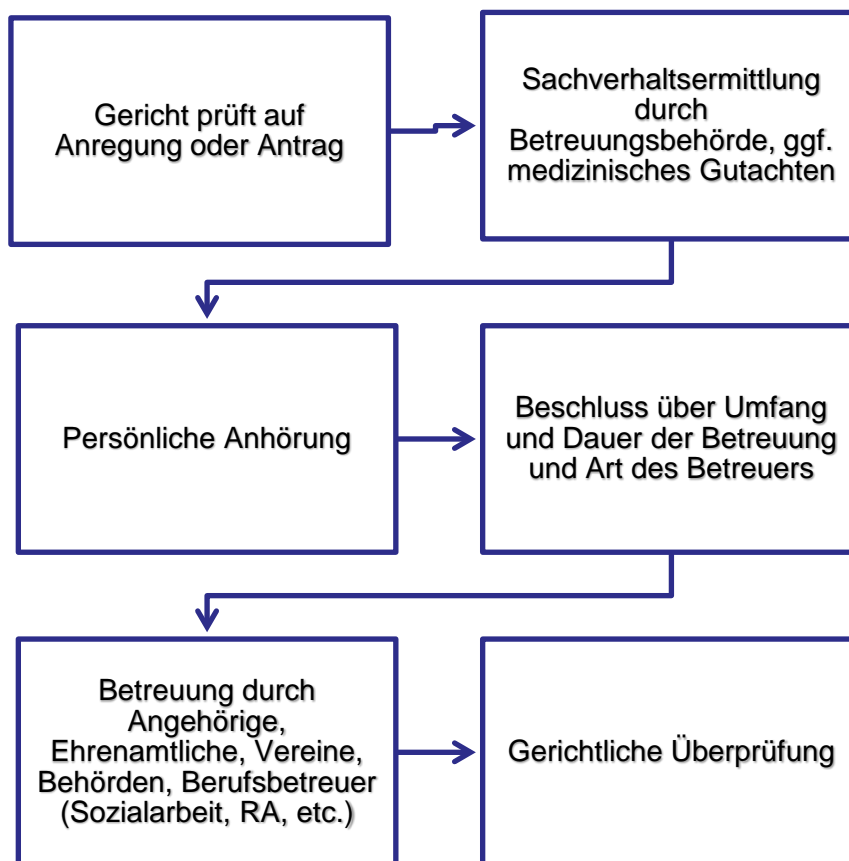 Gericht prüft auf
Anregung oder Antrag
Sachverhaltsermittlung
durch
Betreuungsbehörde, ggf.
medizinisches Gutachten
Persönliche Anhörung
Beschluss über Umfang
und Dauer der Betreuung
und Art des Betreuers
Betreuung durch
Angehörige,
Ehrenamtliche, Vereine,
Behörden, Berufsbetreuer
(Sozialarbeit, RA, etc.)
Gerichtliche Überprüfung